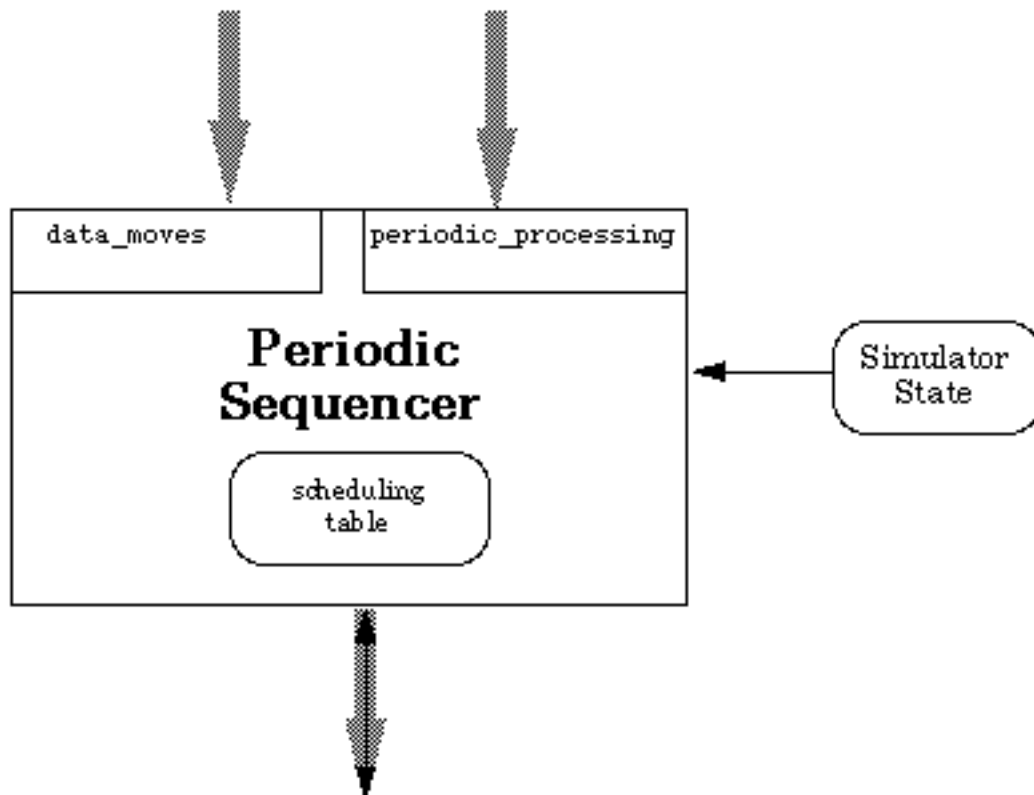 data_moves
periodic_processing
Periodic
Sequencer
Simulator
State
scheduling
table